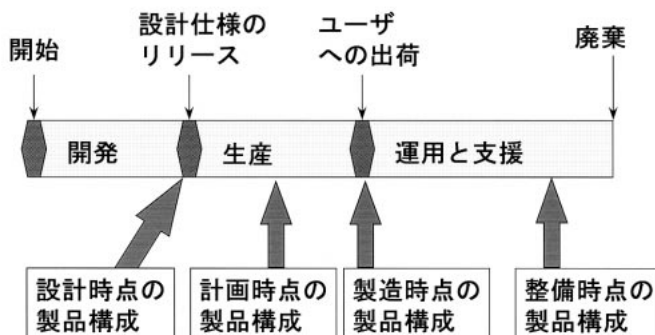 開始
設計仕様の
リリース
ユーザ
への出荷
廃棄
開発
生産
運用と支援
設計時点の
製品構成
計画時点の
製品構成
製造時点の
製品構成
整備時点の
製品構成